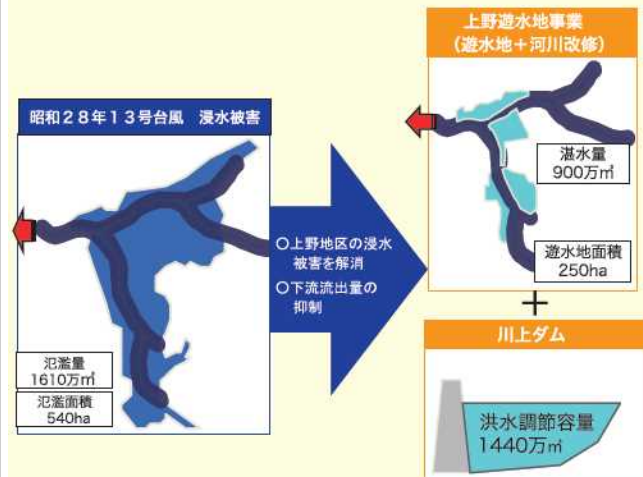 昭和28年13号台風 浸水被害
氾濫量
1610万㎥
氾濫面積
540ha
○上野地区の浸水
被害を解消
○下流流出量の
抑制
上野遊水地事業
(遊水地+河川改修)
湛水量
900万㎥
遊水地面積
250ha
+
川上ダム
洪水調節容量
1440万㎥